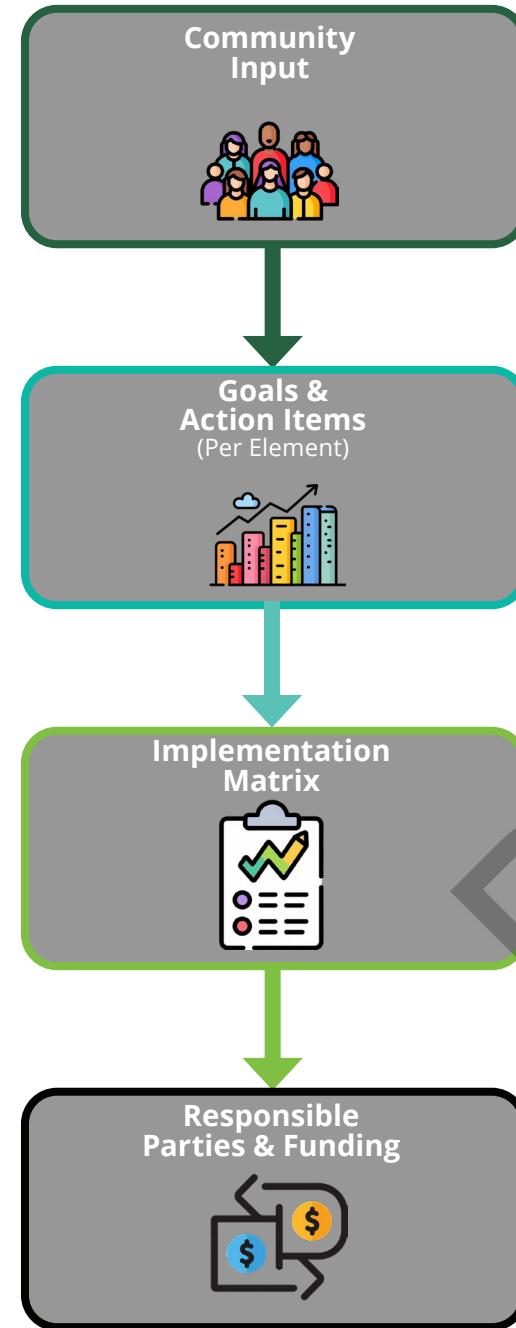 Community
Input
Goals &
Action Items
(Per Element)
Implementation
Matrix
Responsible
Parties & Funding
$
$